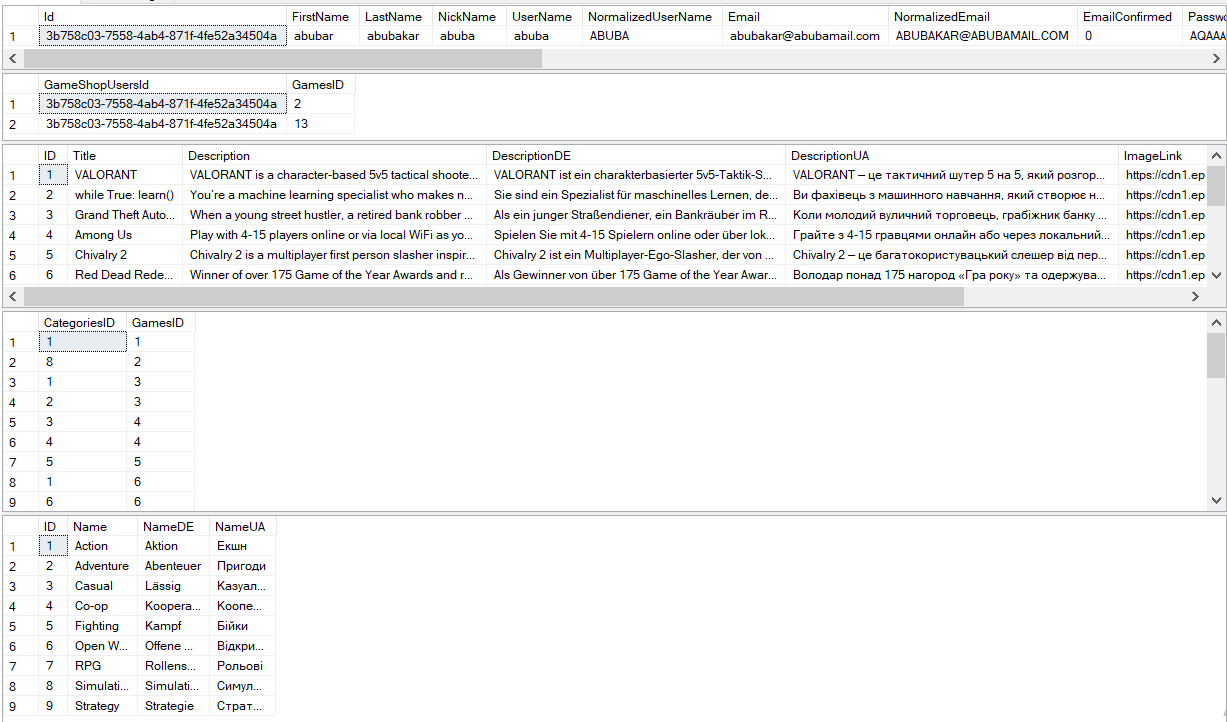 Id FirstName LastName NickName UserName NormalizedUserName Email NormalizedEmail EmailConfirmed Passwo
1 3b758c03-7558-4ab4-871f-4fe52a34504a abubar abubakar abuba abuba ABUBA abubakar@abubamail.com ABUBAKAR@ABUBAMAIL.COM 0 AQAAA
GameShopUsersId GamesID
1 3b758c03-7558-4ab4-871f-4fe52a34504a 2
2 3b758c03-7558-4ab4-871f-4fe52a34504a 13
ID Title Description DescriptionDE DescriptionUA ImageLink
1 1 VALORANT VALORANT is a character-based 5v5 tactical shoote... VALORANT ist ein charakterbasierter 5v5-Taktik-S... VALORANT – це тактичний шутер 5 на 5, який розгор... https://cdn1.ep
2 2 while True: learn() You're a machine learning specialist who makes n... Sie sind ein Spezialist für maschinelles Lernen, de... Ви фахівець з машинного навчання, який створює н... https://cdn1.ep
3 3 Grand Theft Auto... When a young street hustler, a retired bank robber ... Als ein junger Straßendiener, ein Bankräuber im R... Коли молодий вуличний торговець, грабіжник банку ... https://cdn1.ep
4 4 Among Us Play with 4-15 players online or via local WiFi as yo... Spielen Sie mit 4-15 Spielern online oder über lok... Грайте з 4-15 гравцями онлайн або через локальний... https://cdn1.ep
5 5 Chivalry 2 Chivalry 2 is a multiplayer first person slasher inspir... Chivalry 2 ist ein Multiplayer-Ego-Slasher, der von ... Chivalry 2 – це багатокористувацький слешер від пер... https://cdn1.ep
6 6 Red Dead Rede... Winner of over 175 Game of the Year Awards and r... Als Gewinner von über 175 Game of the Year Awar... Володар понад 175 нагород «Гра року» та одержува... https://cdn1.ep
CategoriesID GamesID
1 1 1
2 8 2
3 1 3
4 2 3
5 3 4
6 4 4
7 5 5
8 1 6
9 6 6
ID Name NameDE NameUA
1 1 Action Aktion Екшн
2 2 Adventure Abenteuer Пригоди
3 3 Casual Lässig Казуал...
4 4 Co-op Koopera... Коопе...
5 5 Fighting Kampf Бійки
6 6 Open W... Offene ... Відкри...
7 7 RPG Rollens... Рольові
8 8 Simulati... Simulati... Симул...
9 9 Strategy Strategie Страт...